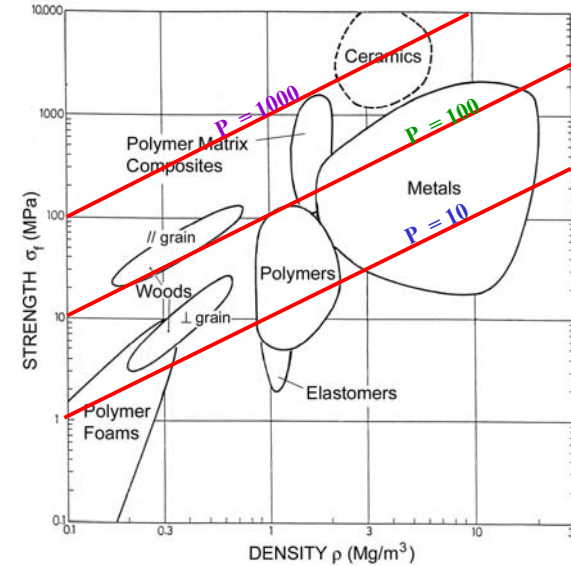 10,000
Ceramics
P = 1000
1000
P = 100
Polymer Matrix
Composites
Metals
STRENGTH σf (MPa)
100
P = 10
// grain
Polymers
Woods
10
⊥ grain
Elastomers
Polymer
Foams
1
0.1
0.1
0.3
1
3
10
DENSITY ρ (Mg/m³)